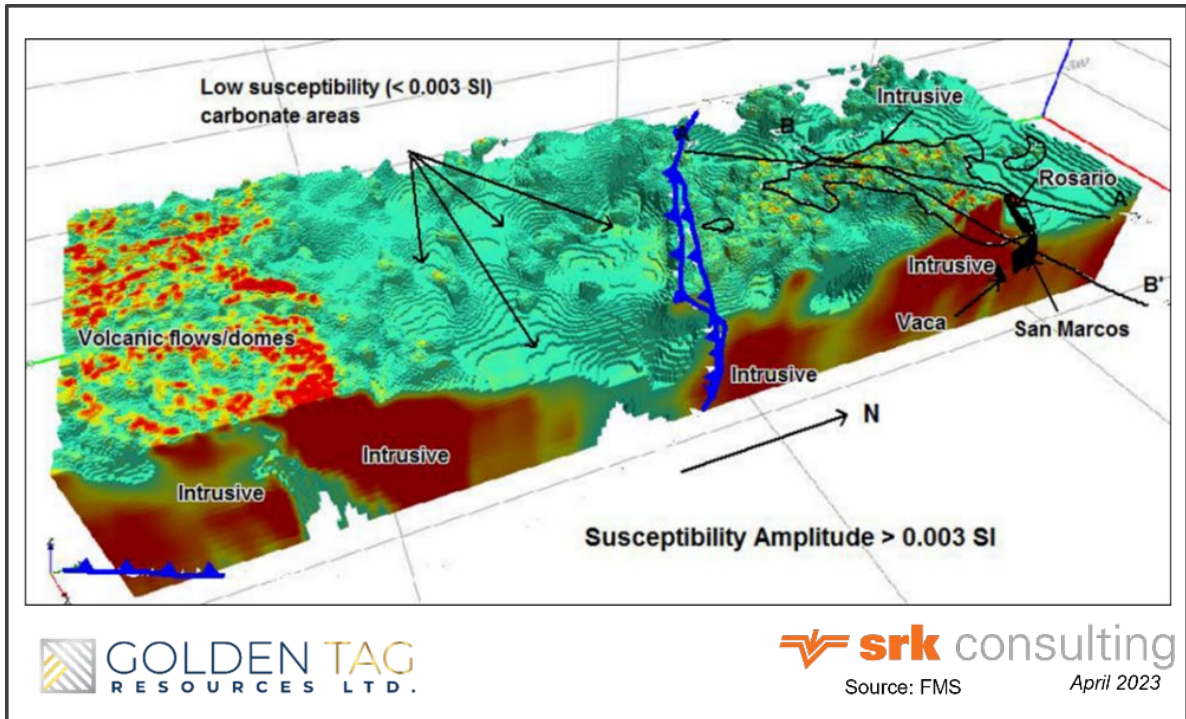 Low susceptibility (< 0.003 SI)
carbonate areas
Intrusive
B
Rosario
A'
Intrusive
B'
Vaca
San Marcos
Volcanic flows/domes
Intrusive
N
Intrusive
Intrusive
Susceptibility Amplitude > 0.003 SI
GOLDEN TAG
RESOURCES LTD.
srk consulting
Source: FMS
April 2023